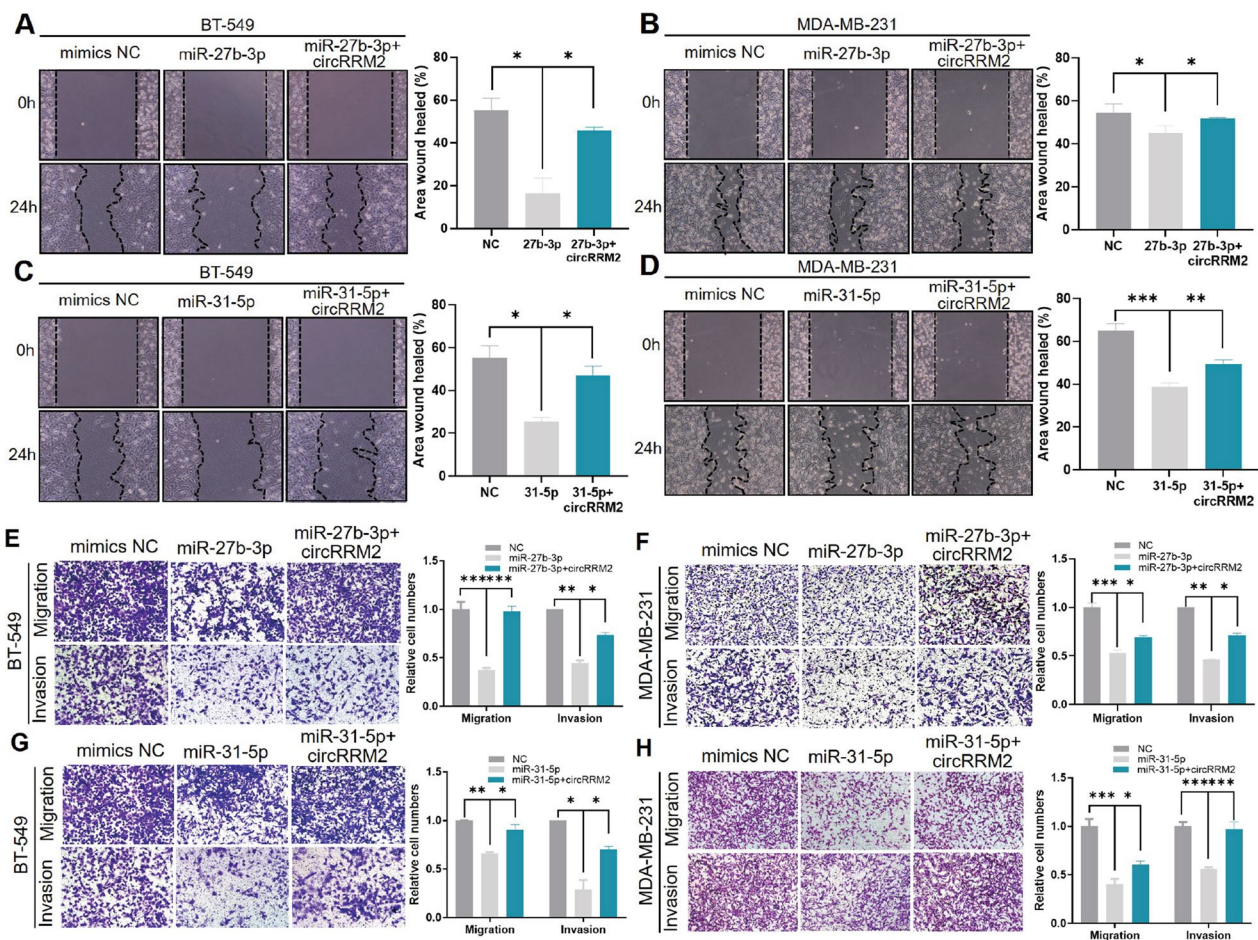 A
BT-549
mimics NC
miR-27b-3p
miR-27b-3p+
circRRM2
0h
24h
Area wound healed (%)
80
60
40
20
0
* *
NC
27b-3p
27b-3p+
circRRM2
B
MDA-MB-231
mimics NC
miR-27b-3p
miR-27b-3p+
circRRM2
0h
24h
Area wound healed (%)
80
60
40
20
0
* *
NC
27b-3p
27b-3p+
circRRM2
C
BT-549
mimics NC
miR-31-5p
miR-31-5p+
circRRM2
0h
24h
Area wound healed (%)
80
60
40
20
0
* *
NC
31-5p
31-5p+
circRRM2
D
MDA-MB-231
mimics NC
miR-31-5p
miR-31-5p+
circRRM2
0h
24h
Area wound healed (%)
80
60
40
20
0
*** **
NC
31-5p
31-5p+
circRRM2
E
mimics NC
miR-27b-3p
miR-27b-3p+
circRRM2
BT-549
Migration
Invasion
NC
miR-27b-3p
miR-27b-3p+circRRM2
Relative cell numbers
1.5
1.0
0.5
0.0
******
** *
Migration
Invasion
F
mimics NC
miR-27b-3p
miR-27b-3p+
circRRM2
MDA-MB-231
Migration
Invasion
NC
miR-27b-3p
miR-27b-3p+circRRM2
Relative cell numbers
1.5
1.0
0.5
0.0
*** *
** *
Migration
Invasion
G
mimics NC
miR-31-5p
miR-31-5p+
circRRM2
BT-549
Migration
Invasion
NC
miR-31-5p
miR-31-5p+circRRM2
Relative cell numbers
1.5
1.0
0.5
0.0
** *
* *
Migration
Invasion
H
mimics NC
miR-31-5p
miR-31-5p+
circRRM2
MDA-MB-231
Migration
Invasion
NC
miR-31-5p
miR-31-5p+circRRM2
Relative cell numbers
1.5
1.0
0.5
0.0
*** *
******
Migration
Invasion